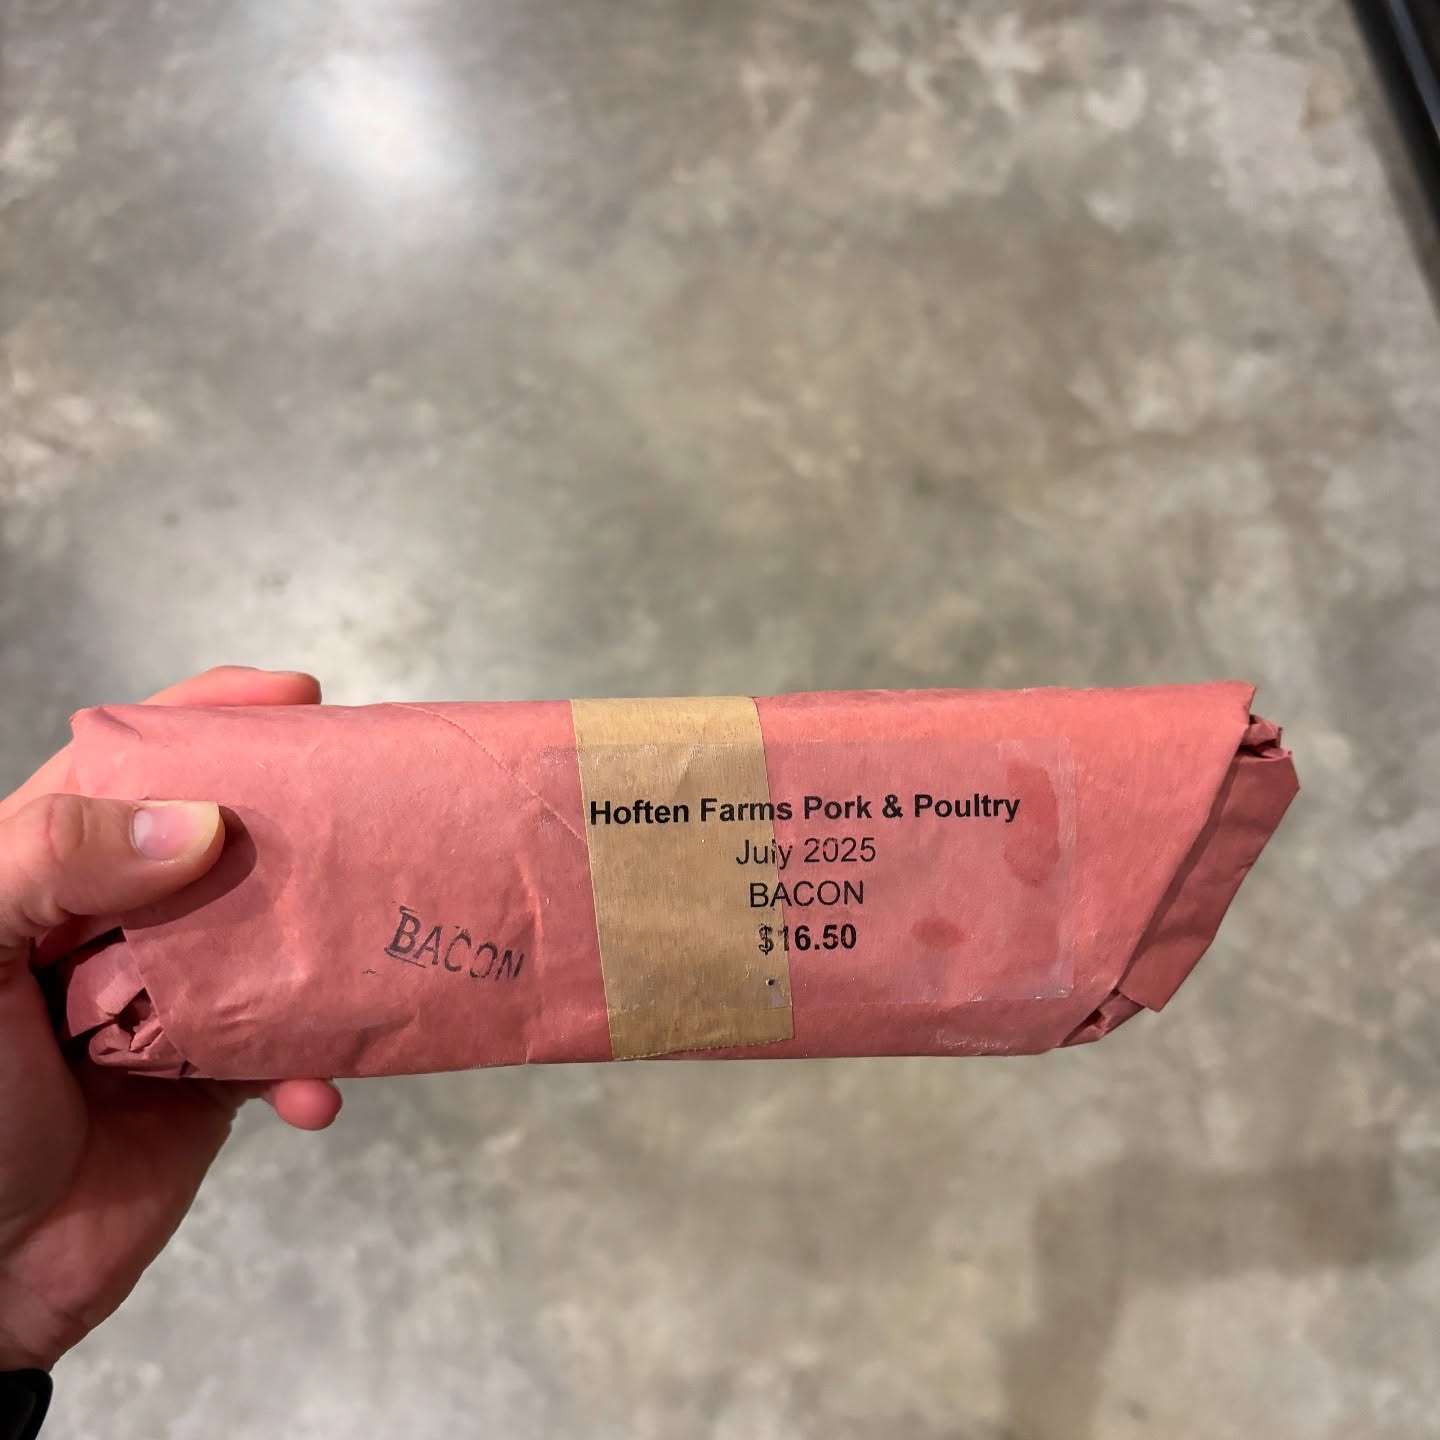 Hoften Farms Pork & Poultry
July 2025
BACON
$16.50
BACON